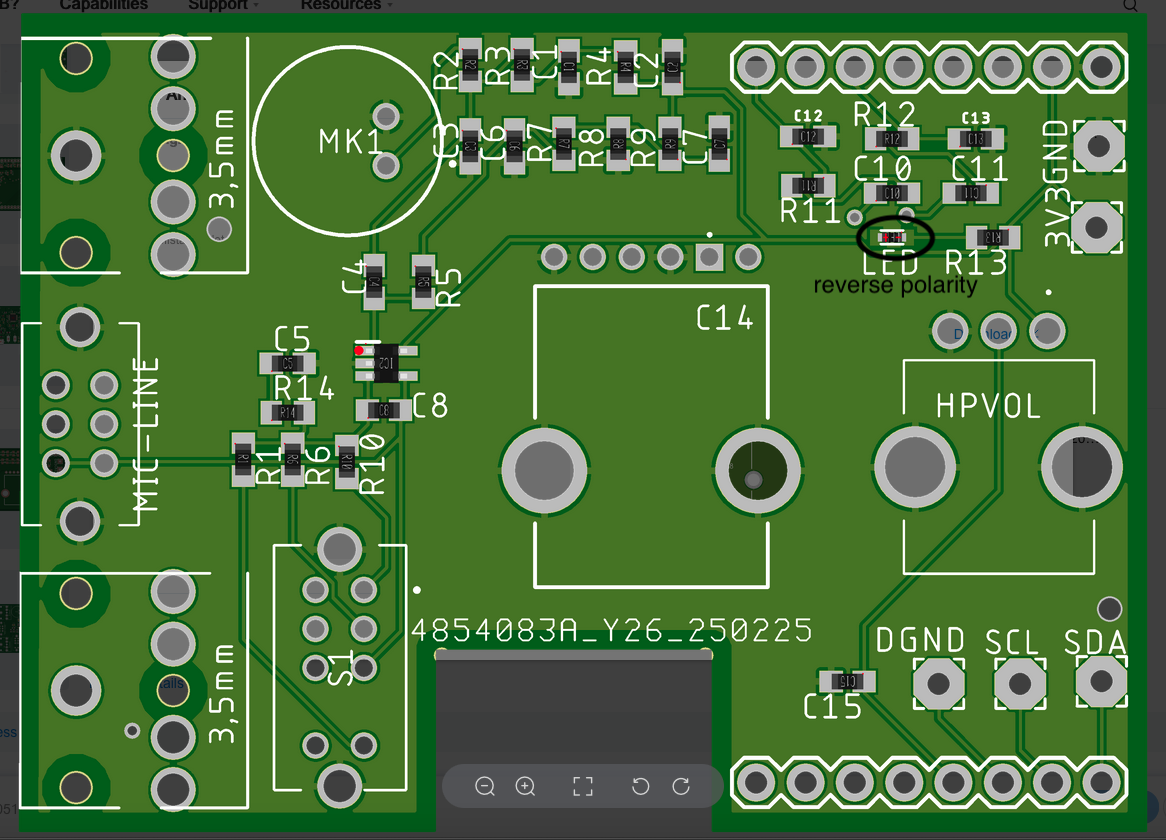 B?
Capabilities
Support
Resources
R2
R3
C1
R4
C2
3,5mm
MK1
C3
C6
R7
R8
R9
C7
C12
R12
C13
C10
C11
R11
3V3
GND
LED
R13
reverse polarity
C4
R5
C14
C5
R14
C8
HPVOL
MIC-LINE
R1
R6
R10
4854083A_Y26_250225
S1
3,5mm
DGND
SCL
SDA
C15